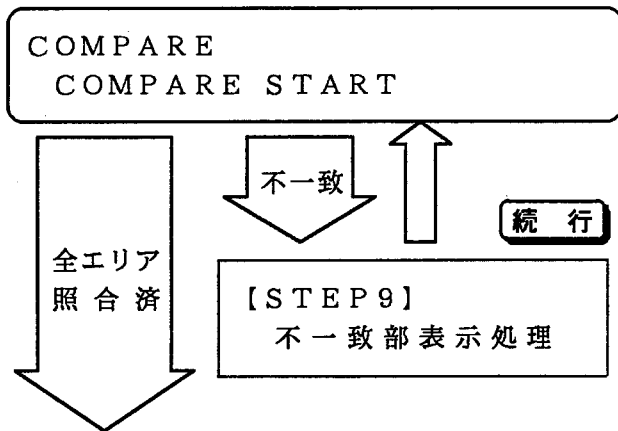 COMPARE
COMPARE START
不一致
続 行
全エリア
照 合 済
【STEP9】
不一致部表示処理